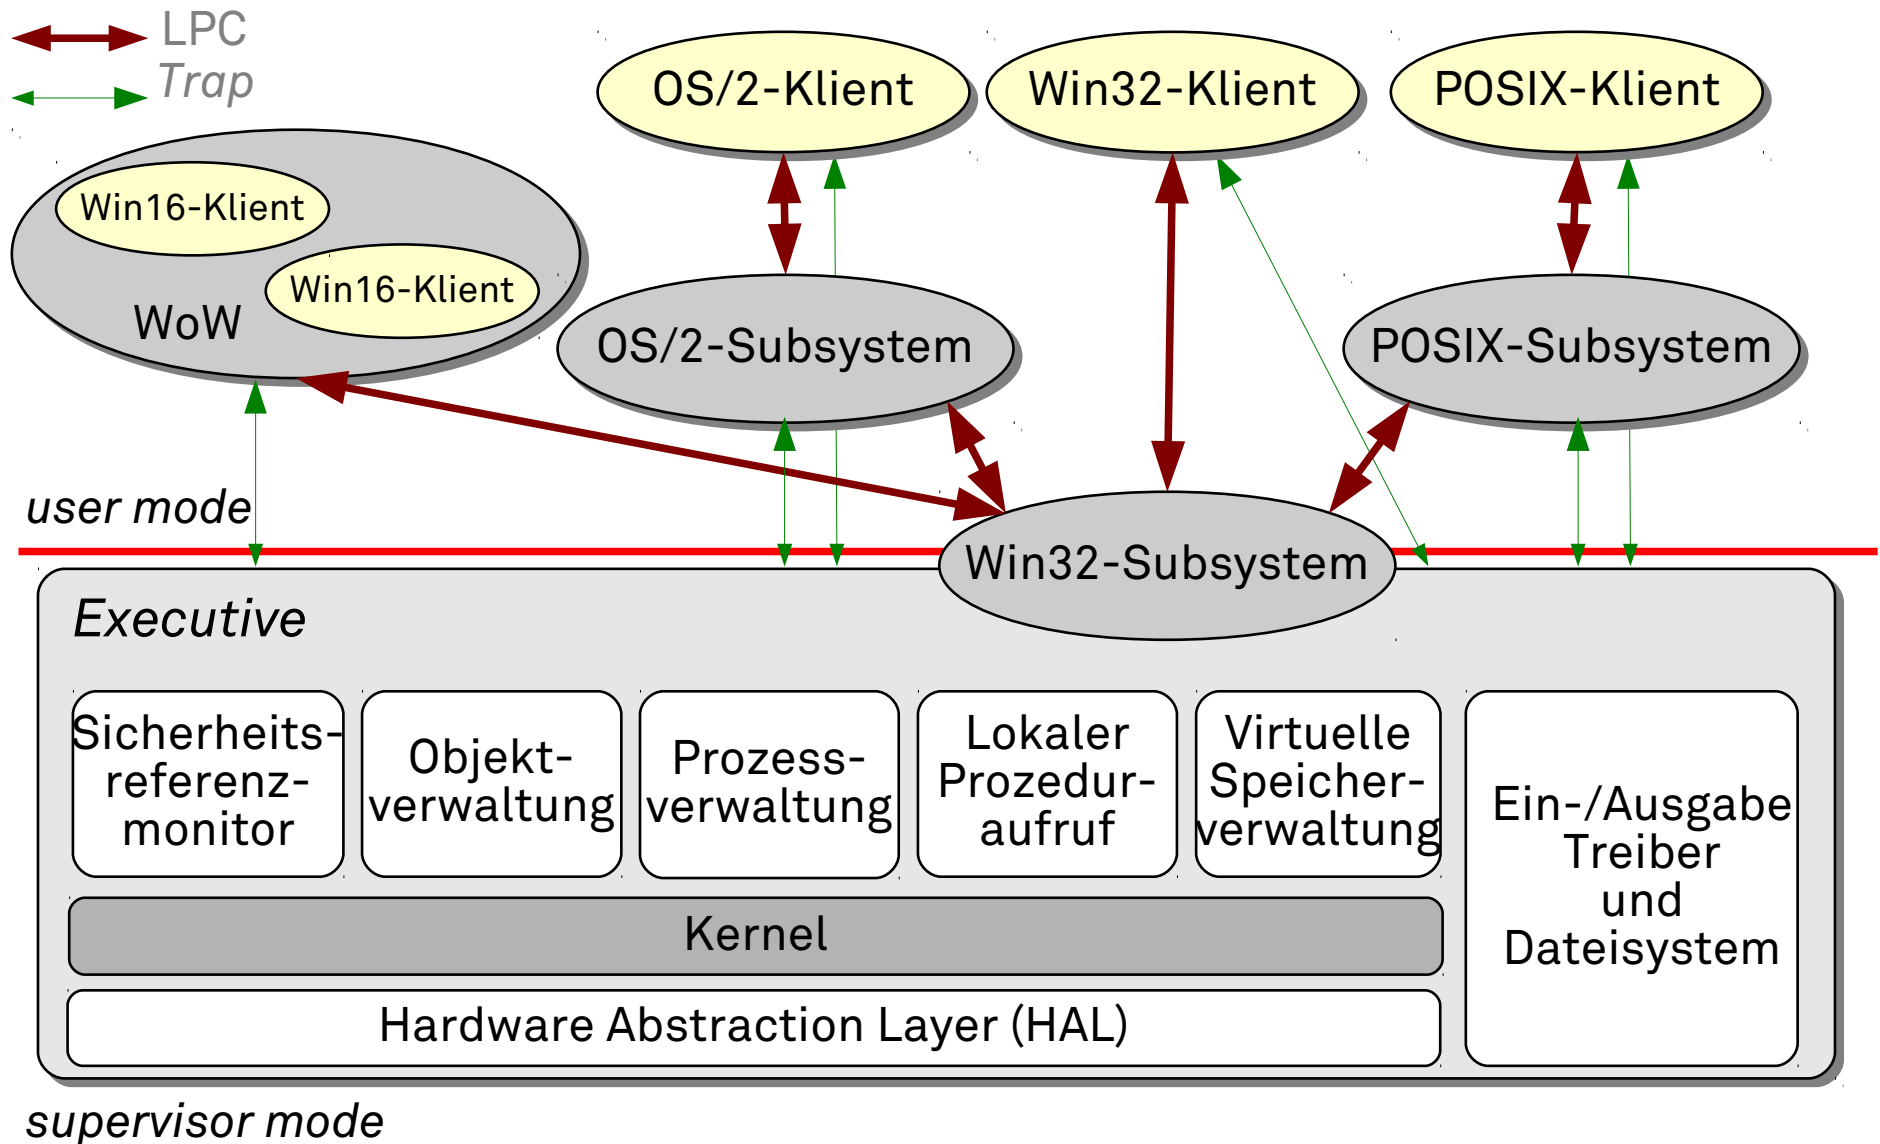 LPC
Trap
OS/2-Klient
Win32-Klient
POSIX-Klient
Win16-Klient
Win16-Klient
WoW
OS/2-Subsystem
POSIX-Subsystem
user mode
Win32-Subsystem
Executive
Sicherheits-
referenz-
monitor
Objekt-
verwaltung
Prozess-
verwaltung
Lokaler
Prozedur-
aufruf
Virtuelle
Speicher-
verwaltung
Ein-/Ausgabe
Treiber
und
Dateisystem
Kernel
Hardware Abstraction Layer (HAL)
supervisor mode